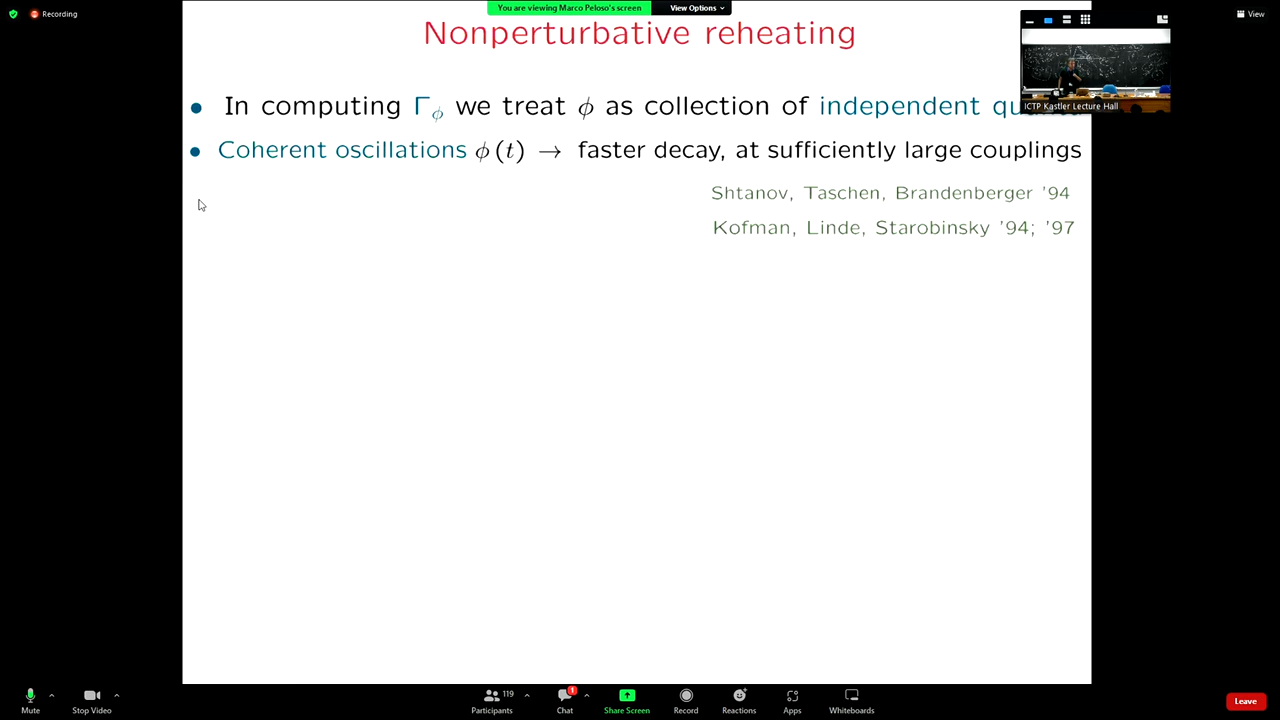 Recording
You are viewing Marco Peloso's screen
View Options
View
Nonperturbative reheating
ICTP Kastler Lecture Hall
• In computing Γϕ we treat ϕ as collection of independent
• Coherent oscillations ϕ(t) → faster decay, at sufficiently large couplings
Shtanov, Taschen, Brandenberger '94
Kofman, Linde, Starobinsky '94; '97
Mute
Stop Video
119
Participants
1
Chat
Share Screen
Record
Reactions
Apps
Whiteboards
Leave